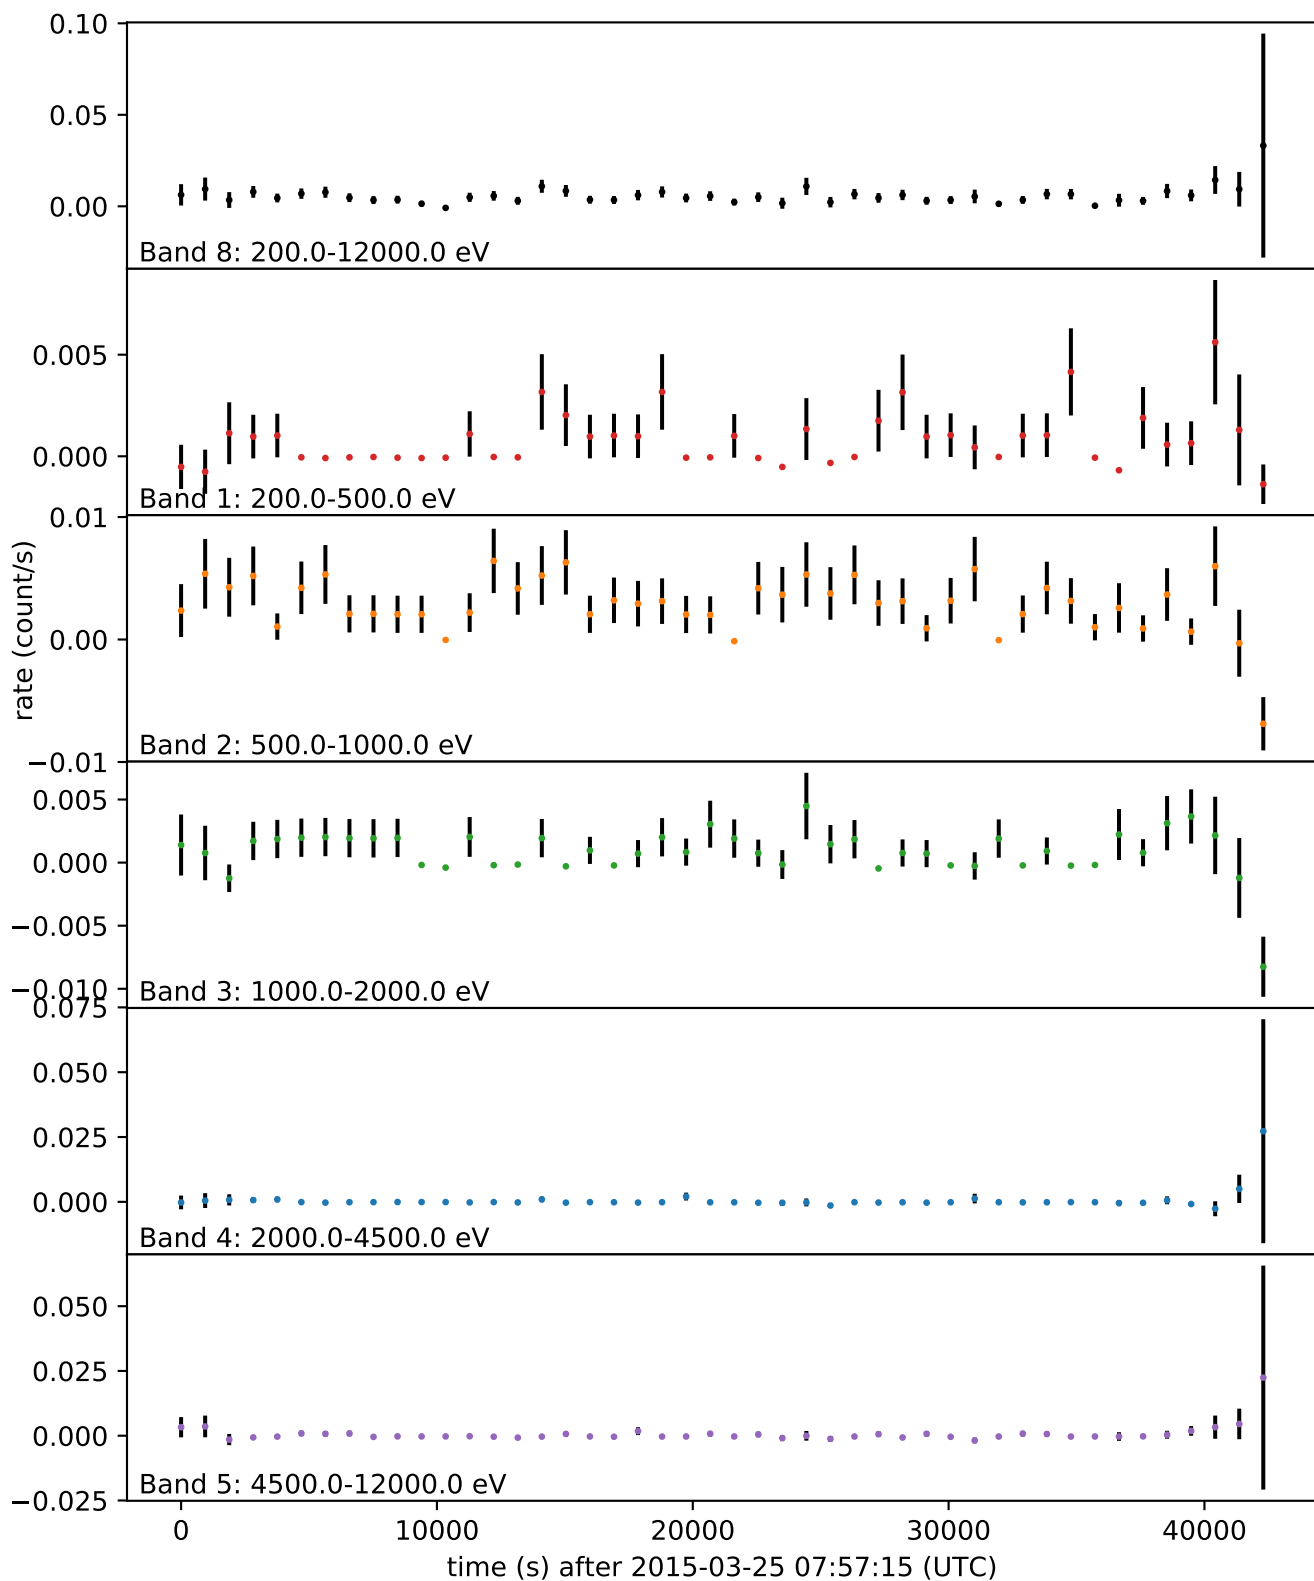 0.10
0.05
0.00
Band 8: 200.0-12000.0 eV
0.005
0.000
Band 1: 200.0-500.0 eV
0.01
0.00
−0.01
Band 2: 500.0-1000.0 eV
rate (count/s)
0.005
0.000
−0.005
−0.010
Band 3: 1000.0-2000.0 eV
0.075
0.050
0.025
0.000
Band 4: 2000.0-4500.0 eV
0.050
0.025
0.000
−0.025
Band 5: 4500.0-12000.0 eV
0 10000 20000 30000 40000
time (s) after 2015-03-25 07:57:15 (UTC)